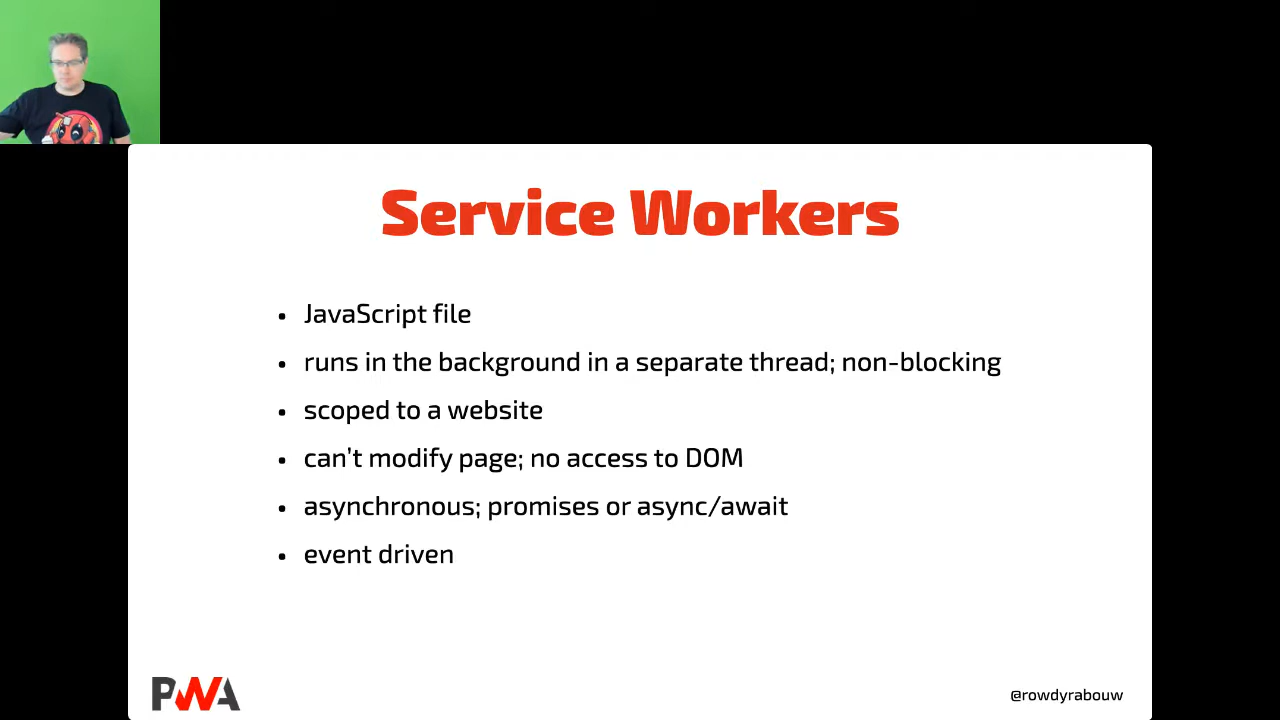 Service Workers
• JavaScript file
• runs in the background in a separate thread; non-blocking
• scoped to a website
• can't modify page; no access to DOM
• asynchronous; promises or async/await
• event driven
PWA
@rowdyrabouw